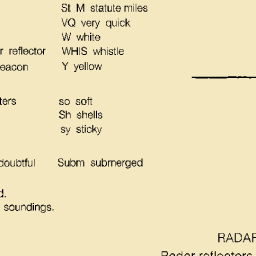 St M statute miles
VQ very quick
W white
r reflector WHIS whistle
eacon Y yellow
ters so soft
Sh shells
sy sticky
doubtful Subm submerged
d.
soundings.
RADAR
Radar reflectors